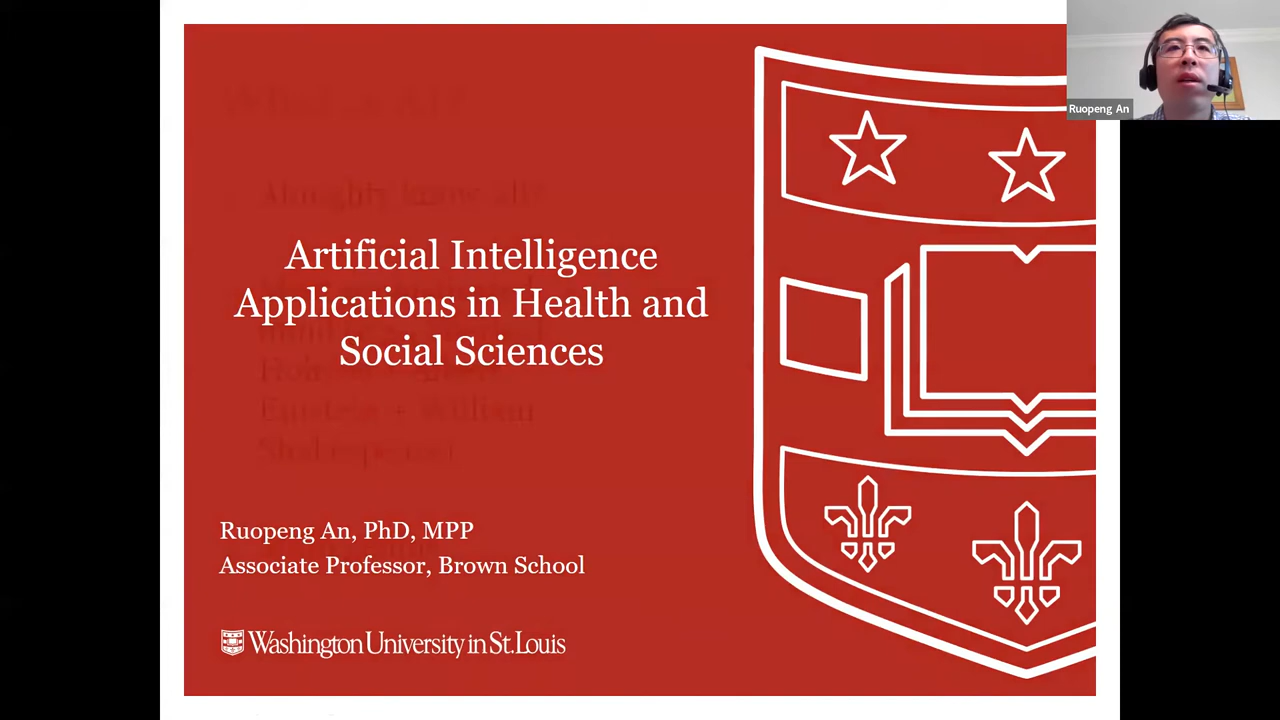 Artificial Intelligence
Applications in Health and
Social Sciences
Ruopeng An, PhD, MPP
Associate Professor, Brown School
Washington University in St. Louis
Ruopeng An